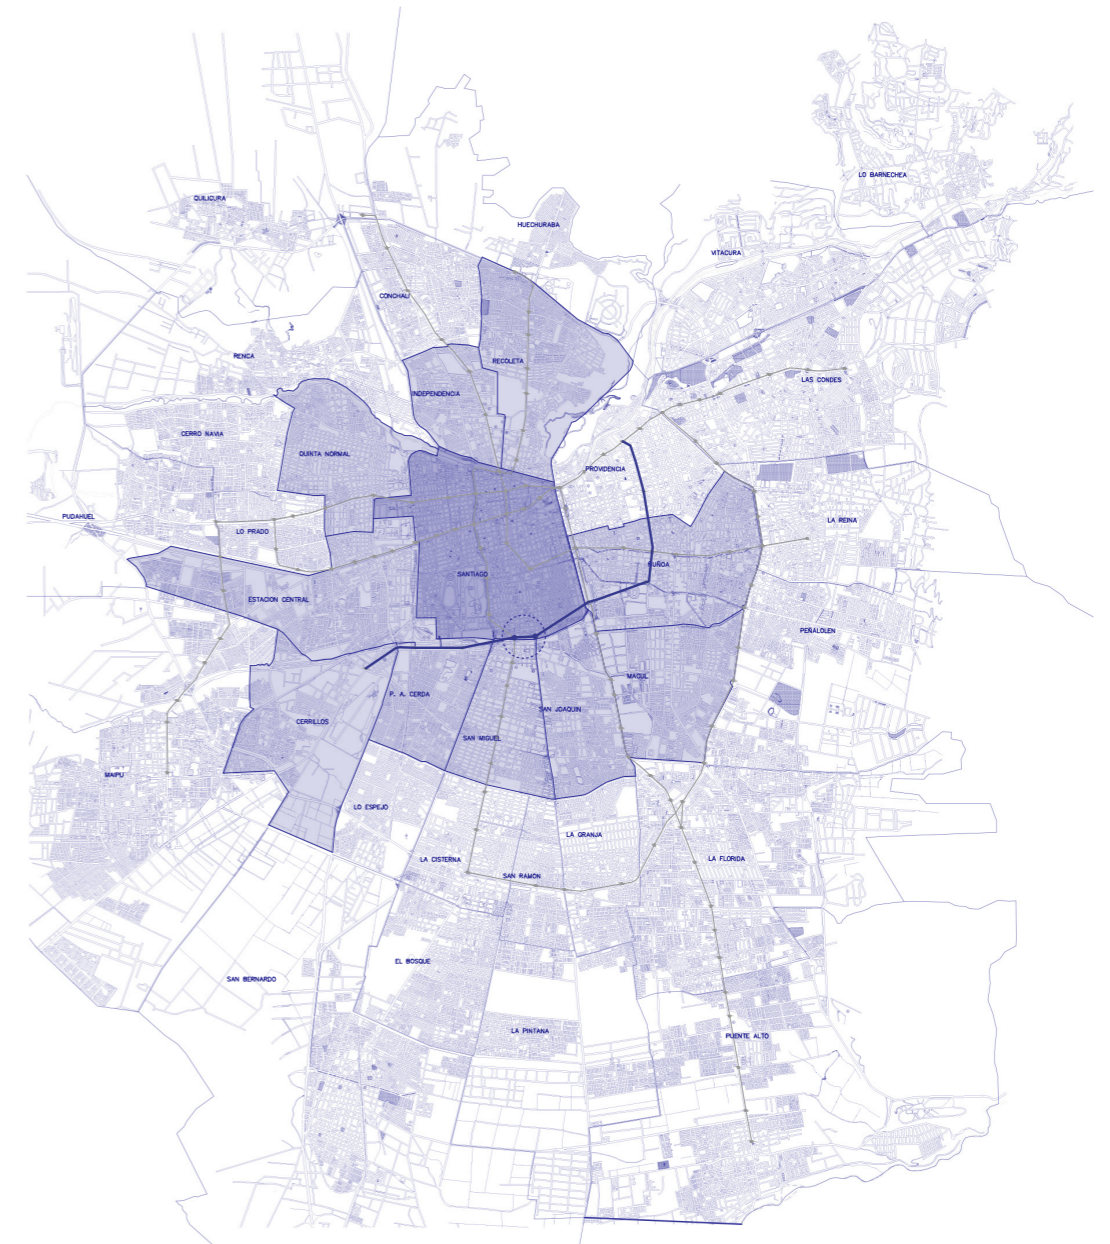 LO BARNECHEA
QUILICURA
HUECHURABA
VITACURA
CONCHALI
RENCA
RECOLETA
LAS CONDES
INDEPENDENCIA
CERRO NAVIA
QUINTA NORMAL
PROVIDENCIA
PUDAHUEL
LA REINA
LO PRADO
ÑUÑOA
SANTIAGO
ESTACION CENTRAL
PEÑALOLEN
MACUL
P. A. CERDA
SAN JOAQUIN
CERRILLOS
SAN MIGUEL
MAIPU
LO ESPEJO
LA GRANJA
LA CISTERNA
LA FLORIDA
SAN RAMON
EL BOSQUE
SAN BERNARDO
LA PINTANA
PUENTE ALTO